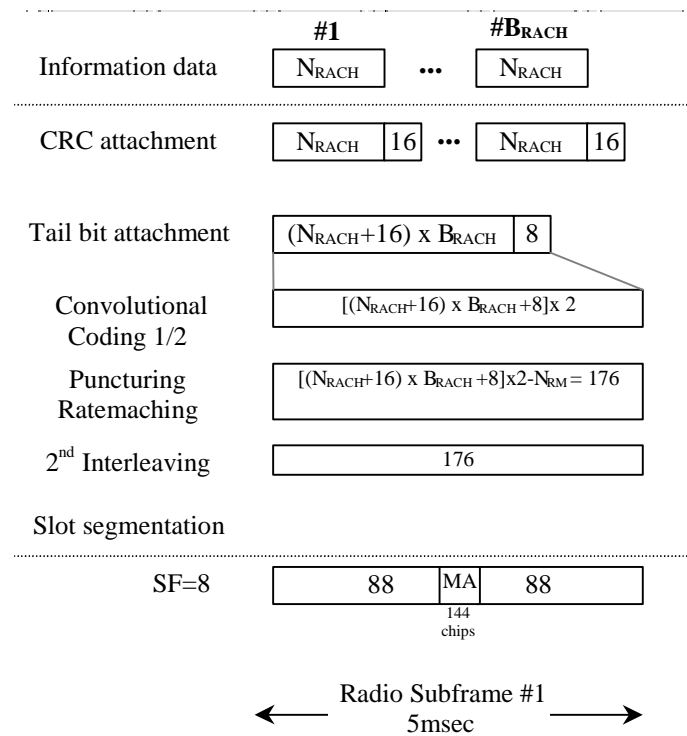 #1 #BRACH
Information data NRACH ••• NRACH
CRC attachment NRACH 16 ••• NRACH 16
Tail bit attachment (NRACH+16) x BRACH 8
Convolutional
Coding 1/2
[(NRACH+16) x BRACH+8]x 2
Puncturing
Ratemaching
[(NRACH+16) x BRACH+8]x2-NRM = 176
2nd Interleaving 176
Slot segmentation
SF=8 88 MA 88
144
chips
Radio Subframe #1
5msec